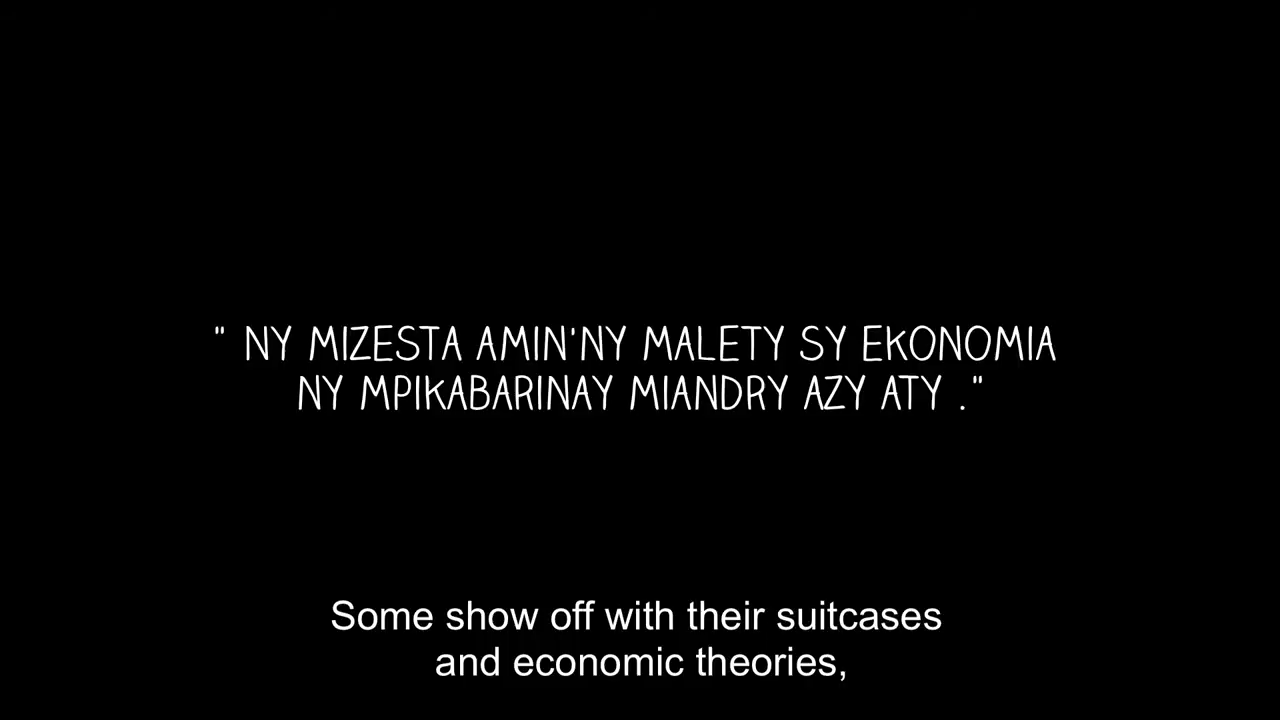 " NY MIZESTA AMIN'NY MALETY SY EKONOMIA
NY MPIKABARINAY MIANDRY AZY ATY ."
Some show off with their suitcases
and economic theories,